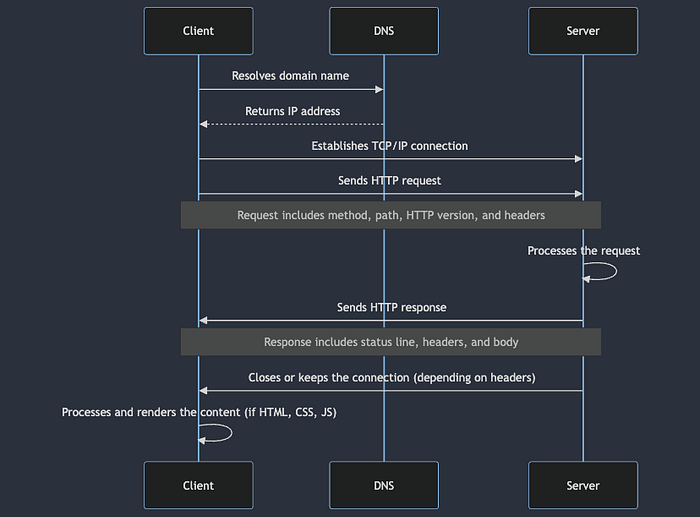 Client
DNS
Server
Resolves domain name
Returns IP address
Establishes TCP/IP connection
Sends HTTP request
Request includes method, path, HTTP version, and headers
Processes the request
Sends HTTP response
Response includes status line, headers, and body
Closes or keeps the connection (depending on headers)
Processes and renders the content (if HTML, CSS, JS)
Client
DNS
Server